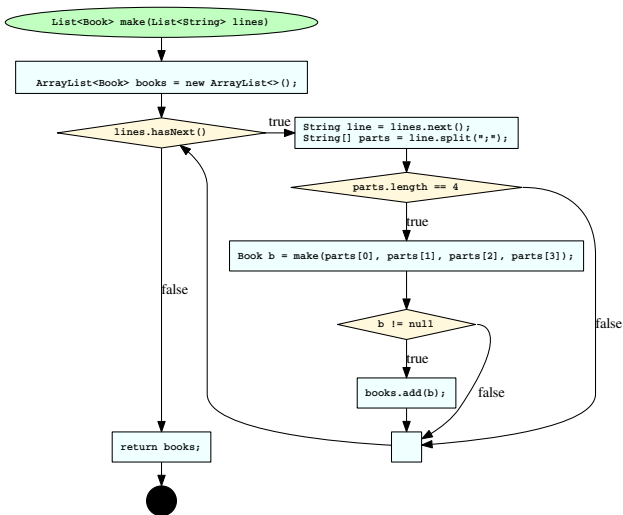 List<Book> make(List<String> lines)
ArrayList<Book> books = new ArrayList<>();
lines.hasNext()
true
String line = lines.next();
String[] parts = line.split(";");
parts.length == 4
true
Book b = make(parts[0], parts[1], parts[2], parts[3]);
false
b != null
false
true
books.add(b);
false
return books;